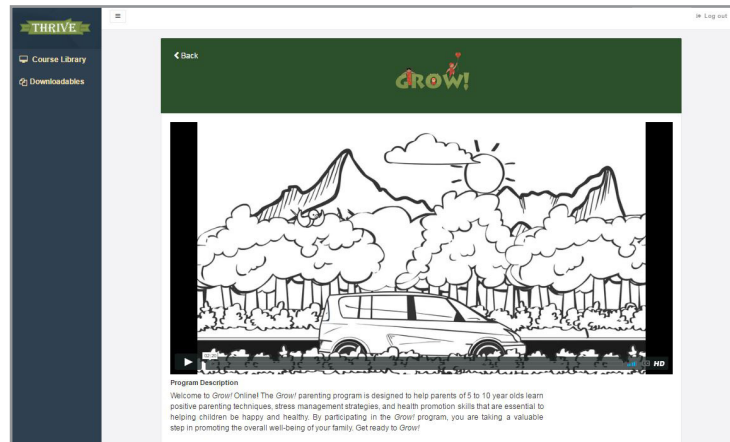 THRIVE
Log out
Course Library
Downloadables
Back
GROW!
HD
Program Description
Welcome to Grow! Online! The Grow! parenting program is designed to help parents of 5 to 10 year olds learn
positive parenting techniques, stress management strategies, and health promotion skills that are essential to
helping children be happy and healthy. By participating in the Grow! program, you are taking a valuable
step in promoting the overall well-being of your family. Get ready to Grow!